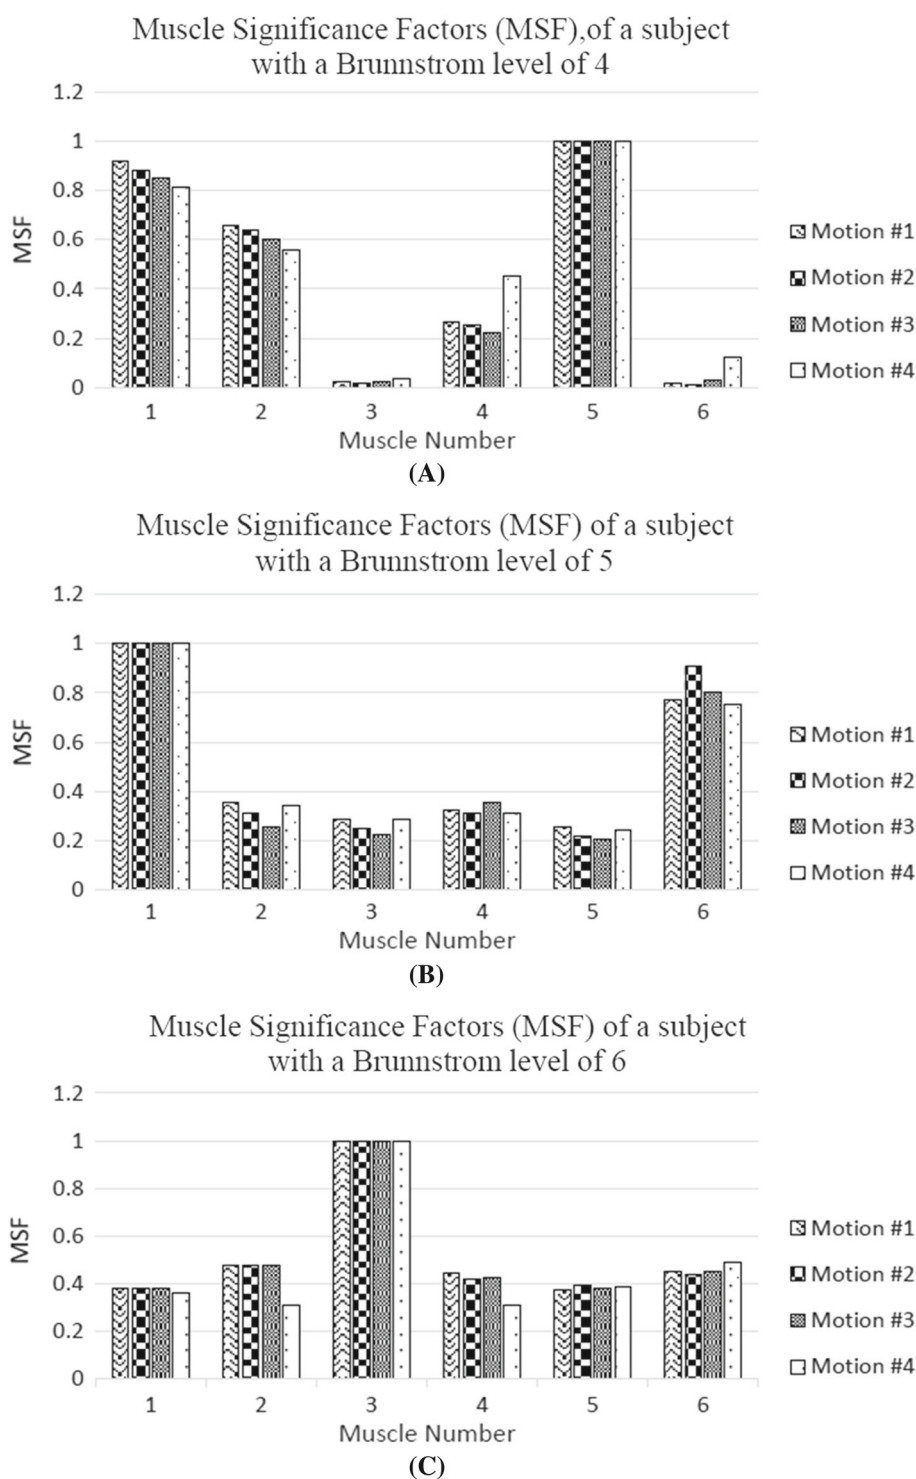 Muscle Significance Factors (MSF),of a subject
with a Brunnstrom level of 4
1.2
1
0.8
0.6
0.4
0.2
0
MSF
1 2 3 4 5 6
Muscle Number
Motion #1
Motion #2
Motion #3
Motion #4
(A)
Muscle Significance Factors (MSF) of a subject
with a Brunnstrom level of 5
1.2
1
0.8
0.6
0.4
0.2
0
MSF
1 2 3 4 5 6
Muscle Number
Motion #1
Motion #2
Motion #3
Motion #4
(B)
Muscle Significance Factors (MSF) of a subject
with a Brunnstrom level of 6
1.2
1
0.8
0.6
0.4
0.2
0
MSF
1 2 3 4 5 6
Muscle Number
Motion #1
Motion #2
Motion #3
Motion #4
(C)